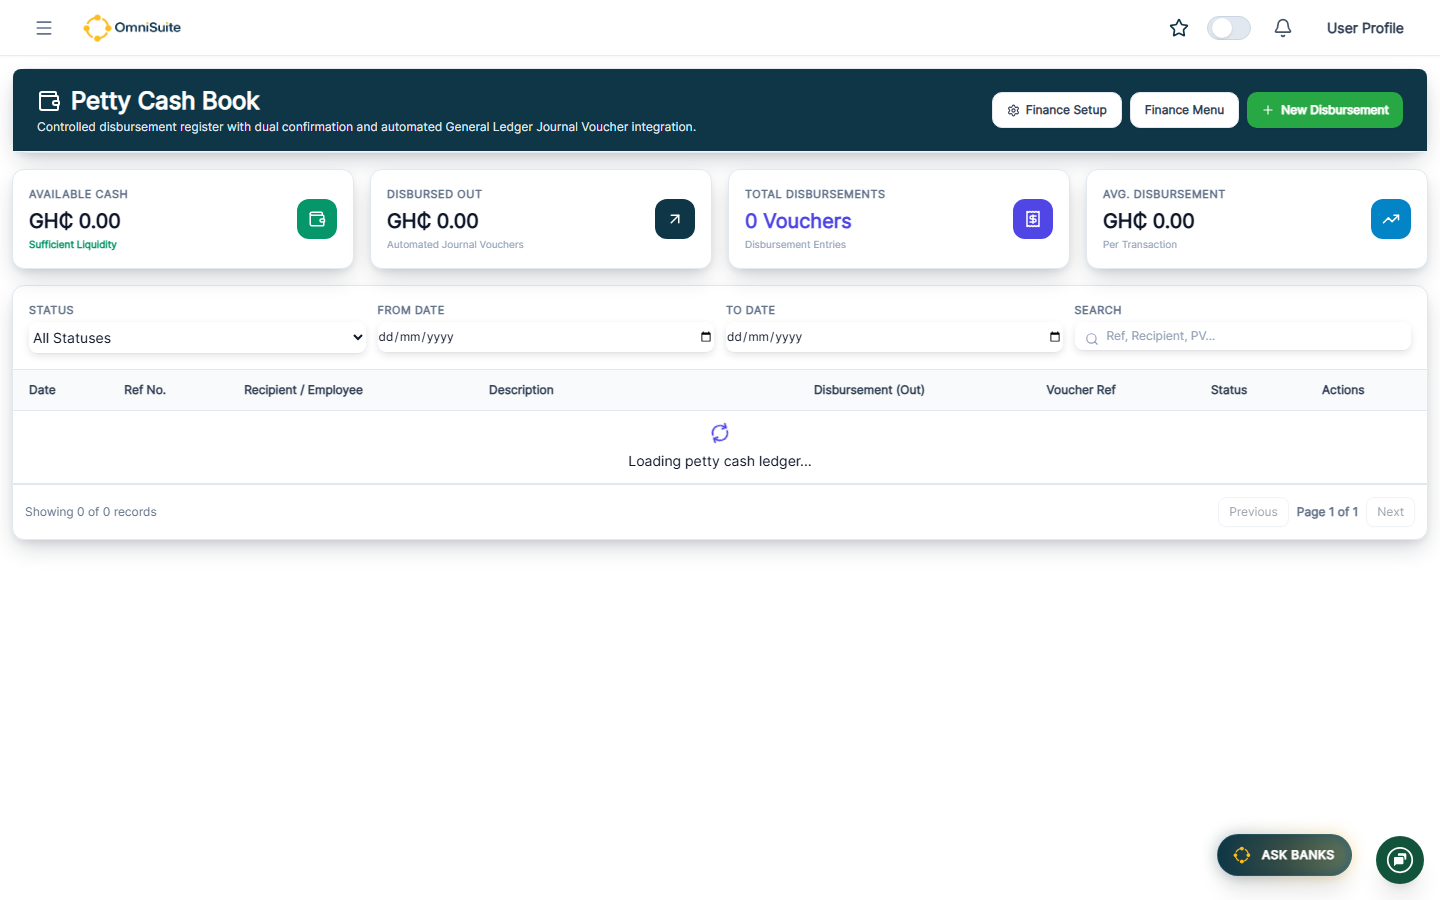 OmniSuite
User Profile
Petty Cash Book
Controlled disbursement register with dual confirmation and automated General Ledger Journal Voucher integration.
Finance Setup
Finance Menu
New Disbursement
AVAILABLE CASH
GH₵ 0.00
Sufficient Liquidity
DISBURSED OUT
GH₵ 0.00
Automated Journal Vouchers
TOTAL DISBURSEMENTS
0 Vouchers
Disbursement Entries
AVG. DISBURSEMENT
GH₵ 0.00
Per Transaction
STATUS
All Statuses
FROM DATE
dd/mm/yyyy
TO DATE
dd/mm/yyyy
SEARCH
Ref, Recipient, PV...
Date Ref No. Recipient / Employee Description Disbursement (Out) Voucher Ref Status Actions
Loading petty cash ledger...
Showing 0 of 0 records
Previous Page 1 of 1 Next
ASK BANKS